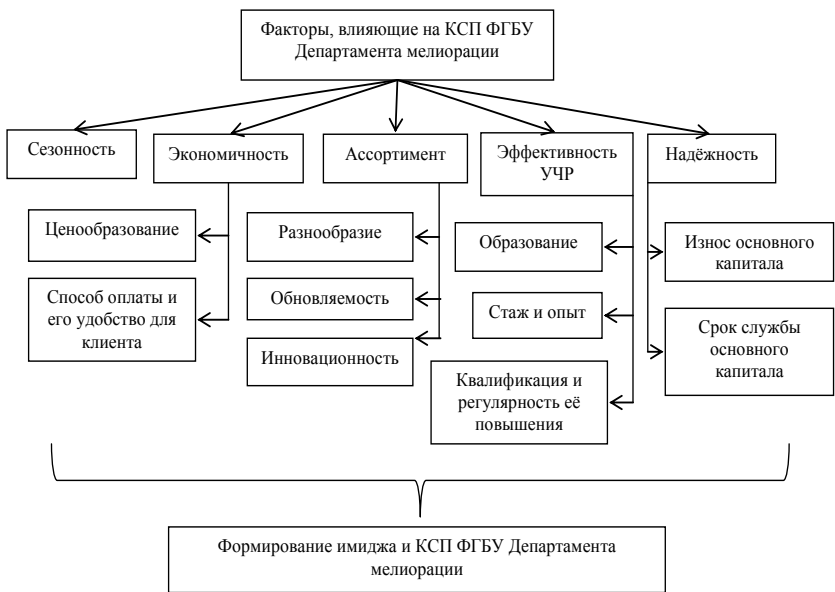 Факторы, влияющие на КСП ФГБУ
Департамента мелиорации
Сезонность
Экономичность
Ассортимент
Эффективность
УЧР
Надёжность
Ценообразование
Способ оплаты и
его удобство для
клиента
Разнообразие
Обновляемость
Инновационность
Образование
Стаж и опыт
Квалификация и
регулярность её
повышения
Износ основного
капитала
Срок службы
основного
капитала
Формирование имиджа и КСП ФГБУ Департамента
мелиорации